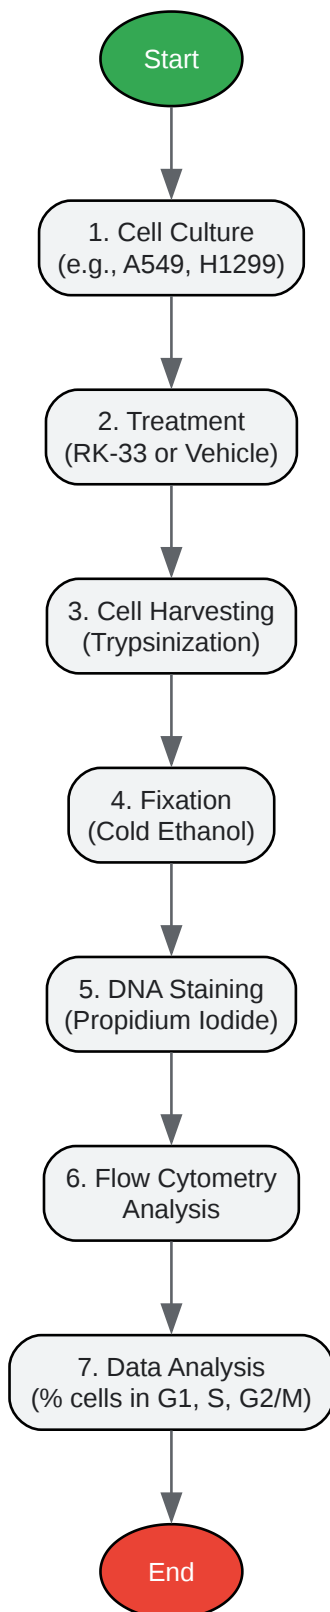 Start
1. Cell Culture
(e.g., A549, H1299)
2. Treatment
(RK-33 or Vehicle)
3. Cell Harvesting
(Trypsinization)
4. Fixation
(Cold Ethanol)
5. DNA Staining
(Propidium Iodide)
6. Flow Cytometry
Analysis
7. Data Analysis
(% cells in G1, S, G2/M)
End